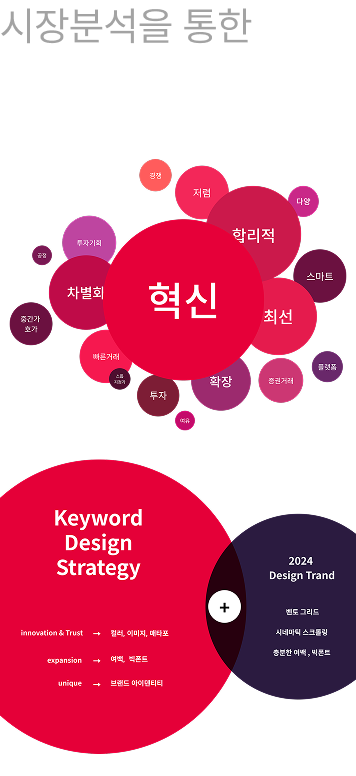 시장분석을 통한
경쟁
저렴
다양
합리적
투자기회
공정
스마트
혁신
차별화
최선
중간가
호가
빠른거래
스톱
지정가
플랫폼
확장
증권거래
투자
여유
Keyword
Design
Strategy
2024
Design Trand
+
벤토 그리드
시네마틱 스크롤링
충분한 여백 , 빅폰트
innovation & Trust → 컬러, 이미지, 메타포
expansion → 여백, 빅폰트
unique → 브랜드 아이덴티티